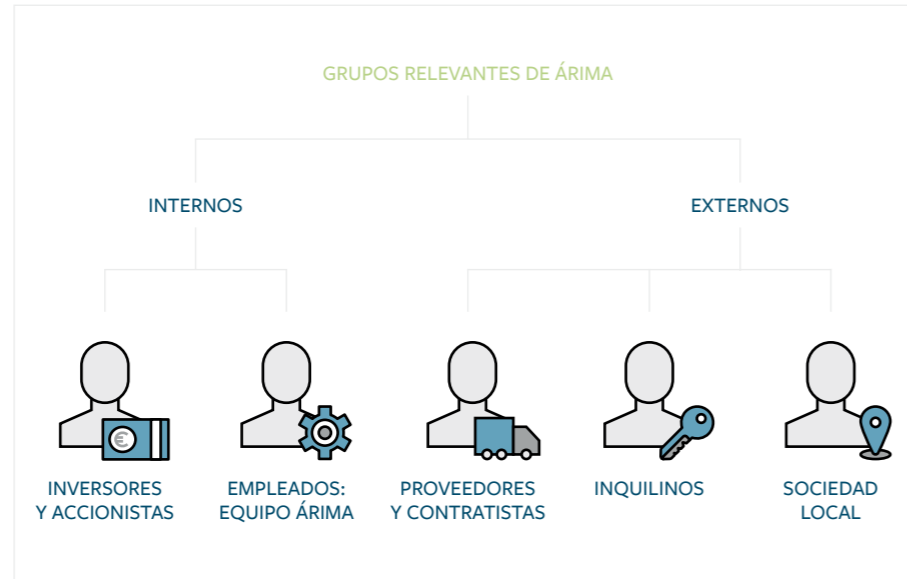 GRUPOS RELEVANTES DE ÁRIMA
INTERNOS
EXTERNOS
INVERSORES
Y ACCIONISTAS
EMPLEADOS:
EQUIPO ÁRIMA
PROVEEDORES
Y CONTRATISTAS
INQUILINOS
SOCIEDAD
LOCAL
€